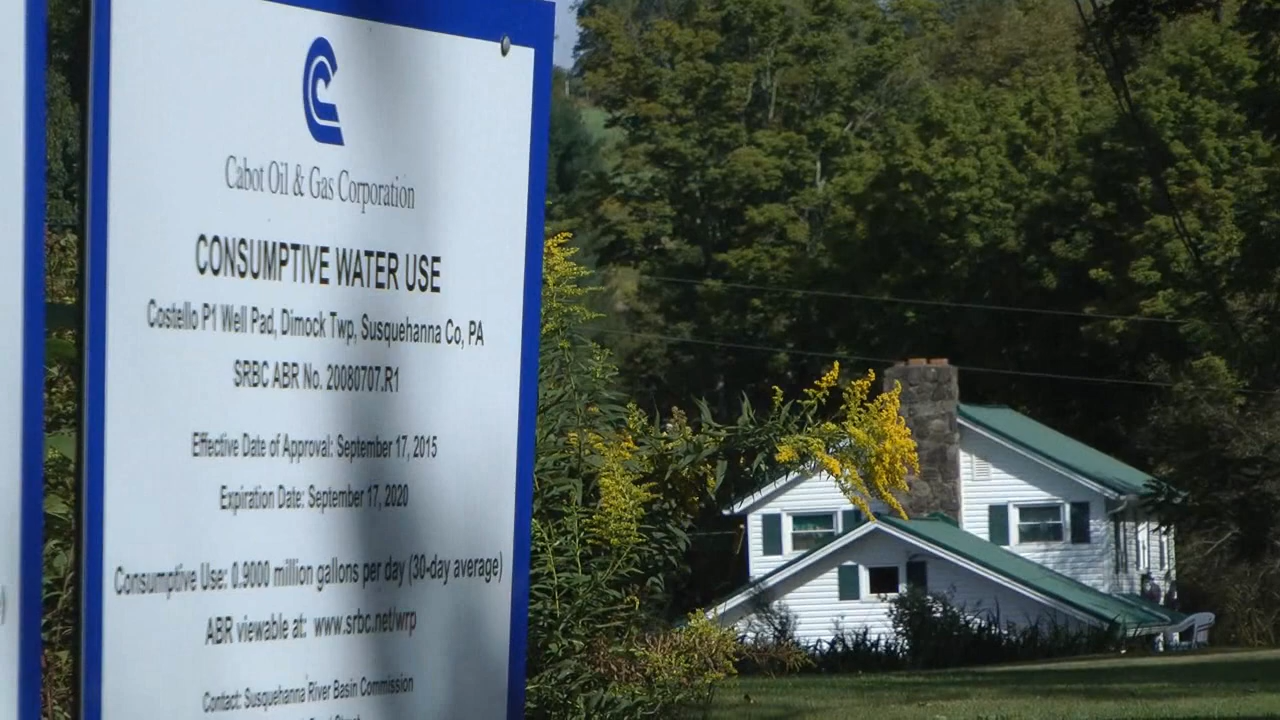 Cabot Oil & Gas Corporation
CONSUMPTIVE WATER USE
Costello P1 Well Pad, Dimock Twp, Susquehanna Co, PA
SRBC ABR No. 20080707.R1
Effective Date of Approval: September 17, 2015
Expiration Date: September 17, 2020
Consumptive Use: 0.9000 million gallons per day (30-day average)
ABR viewable at: www.srbc.net/wrp
Contact: Susquehanna River Basin Commission